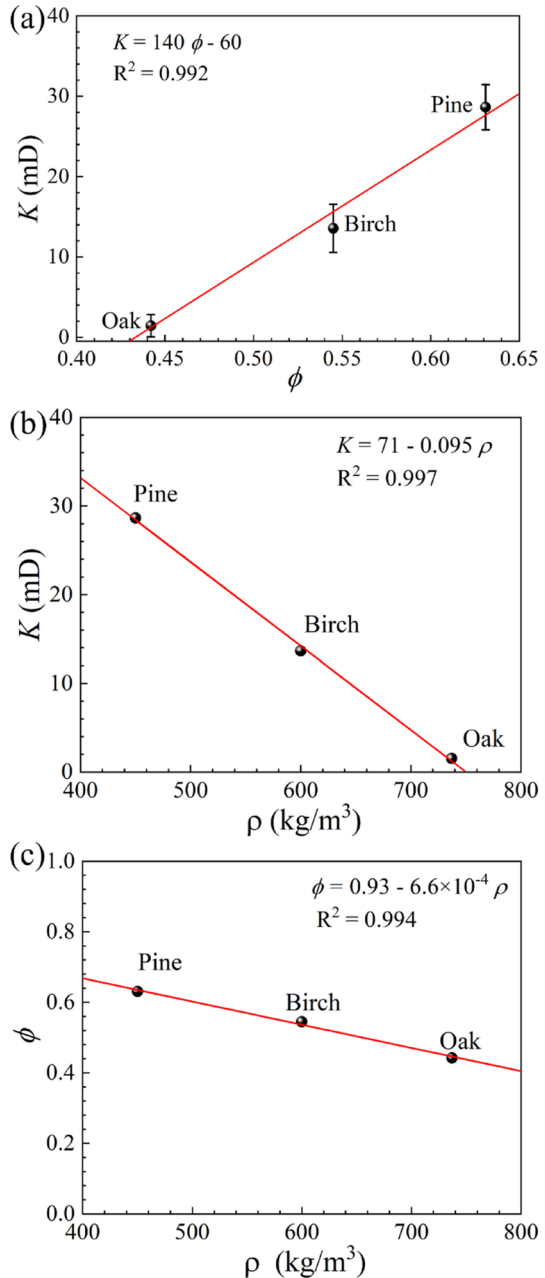 (a)
40
K = 140 ϕ - 60
R² = 0.992
30
Pine
K (mD)
20
Birch
10
Oak
0
0.40 0.45 0.50 0.55 0.60 0.65
ϕ
(b)
40
K = 71 - 0.095 ρ
R² = 0.997
Pine
30
K (mD)
20
Birch
10
Oak
0
400 500 600 700 800
ρ (kg/m³)
(c)
1.0
ϕ = 0.93 - 6.6×10⁻⁴ ρ
R² = 0.994
0.8
Pine
0.6
Birch
ϕ
Oak
0.4
0.2
0.0
400 500 600 700 800
ρ (kg/m³)